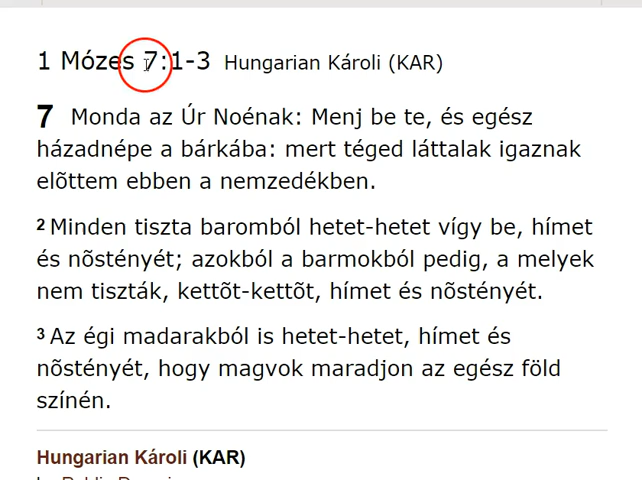 1 Mózes 7:1-3 Hungarian Károli (KAR)
7 Monda az Úr Noénak: Menj be te, és egész
házadnépe a bárkába: mert téged láttalak igaznak
elõttem ebben a nemzedékben.
2 Minden tiszta baromból hetet-hetet vígy be, hímet
és nõstényét; azokból a barmokból pedig, a melyek
nem tiszták, kettõt-kettõt, hímet és nõstényét.
3 Az égi madarakból is hetet-hetet, hímet és
nõstényét, hogy magvok maradjon az egész föld
színén.
Hungarian Károli (KAR)